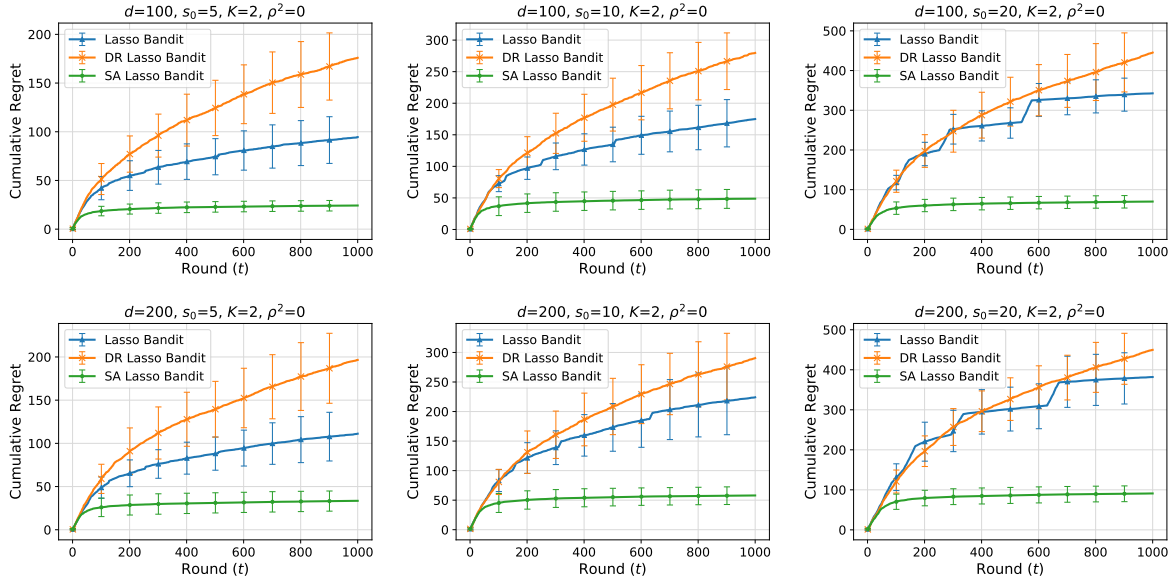 d=100, s₀=5, K=2, ρ²=0
Cumulative Regret
200
150
100
50
0
Lasso Bandit
DR Lasso Bandit
SA Lasso Bandit
0 200 400 600 800 1000
Round (t)
d=100, s₀=10, K=2, ρ²=0
Cumulative Regret
300
250
200
150
100
50
0
Lasso Bandit
DR Lasso Bandit
SA Lasso Bandit
0 200 400 600 800 1000
Round (t)
d=100, s₀=20, K=2, ρ²=0
Cumulative Regret
500
400
300
200
100
0
Lasso Bandit
DR Lasso Bandit
SA Lasso Bandit
0 200 400 600 800 1000
Round (t)
d=200, s₀=5, K=2, ρ²=0
Cumulative Regret
200
150
100
50
0
Lasso Bandit
DR Lasso Bandit
SA Lasso Bandit
0 200 400 600 800 1000
Round (t)
d=200, s₀=10, K=2, ρ²=0
Cumulative Regret
300
250
200
150
100
50
0
Lasso Bandit
DR Lasso Bandit
SA Lasso Bandit
0 200 400 600 800 1000
Round (t)
d=200, s₀=20, K=2, ρ²=0
Cumulative Regret
500
400
300
200
100
0
Lasso Bandit
DR Lasso Bandit
SA Lasso Bandit
0 200 400 600 800 1000
Round (t)